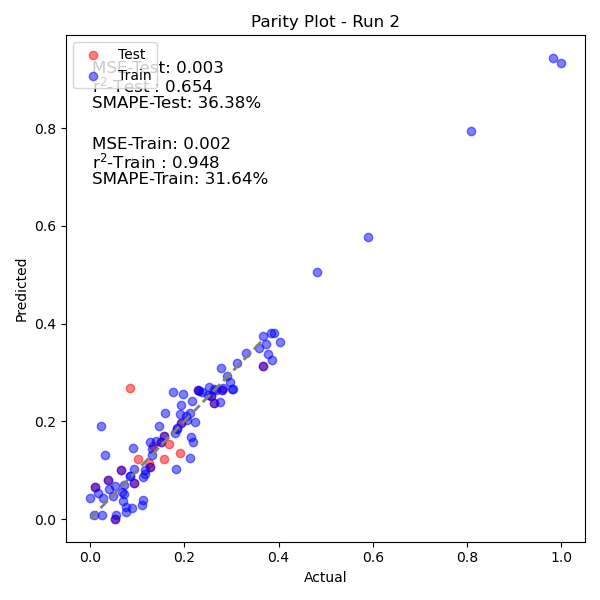 Parity Plot - Run 2
Test
Train
MSE-Test: 0.003
r²-Test : 0.654
SMAPE-Test: 36.38%
MSE-Train: 0.002
r²-Train : 0.948
SMAPE-Train: 31.64%
Predicted
0.8
0.6
0.4
0.2
0.0
0.0 0.2 0.4 0.6 0.8 1.0
Actual